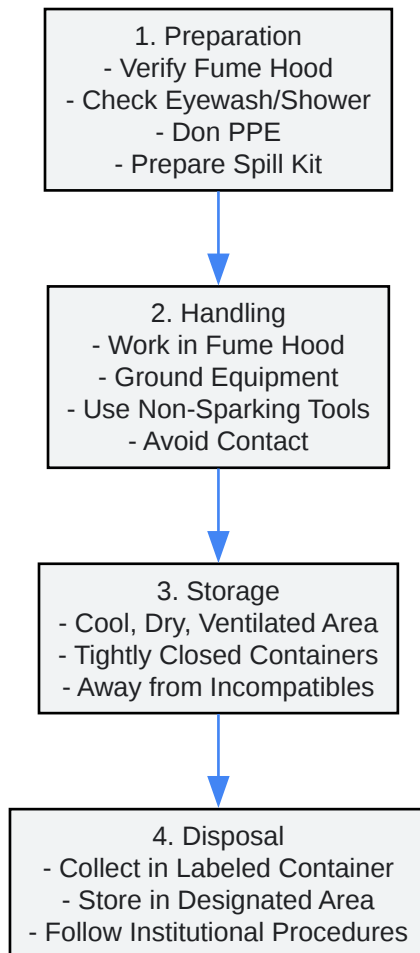 1. Preparation
- Verify Fume Hood
- Check Eyewash/Shower
- Don PPE
- Prepare Spill Kit
2. Handling
- Work in Fume Hood
- Ground Equipment
- Use Non-Sparking Tools
- Avoid Contact
3. Storage
- Cool, Dry, Ventilated Area
- Tightly Closed Containers
- Away from Incompatibles
4. Disposal
- Collect in Labeled Container
- Store in Designated Area
- Follow Institutional Procedures